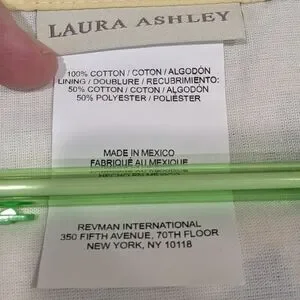 LAURA ASHLEY
100% COTTON / COTON / ALGODÓN
LINING / DOUBLURE / RECUBRIMIENTO:
50% COTTON / COTON / ALGODÓN
50% POLYESTER / POLIÉSTER
MADE IN MEXICO
FABRIQUÉ AU MEXIQUE
REVMAN INTERNATIONAL
350 FIFTH AVENUE, 70TH FLOOR
NEW YORK, NY 10118